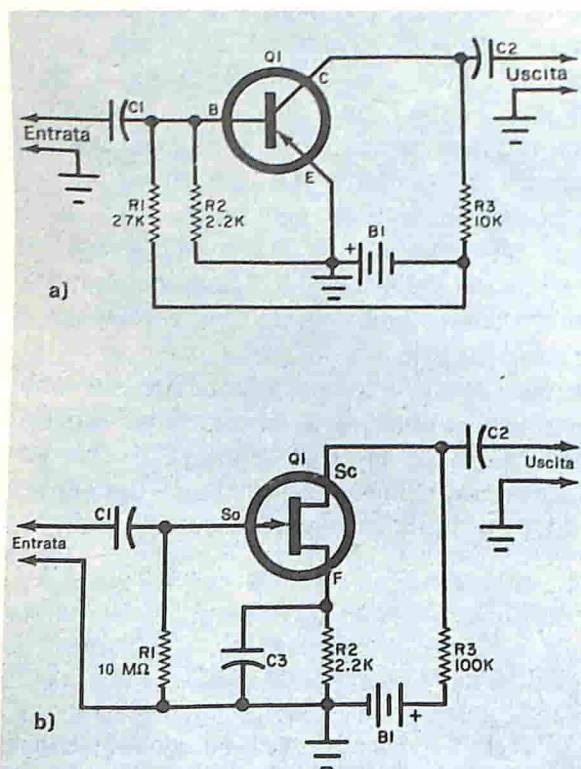 Q1
C
C2
Uscita
C1
B
Entrata
E
R1
27K
R2
2.2K
R3
10K
B1
+
a)
Q1
Sc
C2
Uscita
C1
So
Entrata
F
R1
10 MΩ
C3
R2
2.2K
R3
100K
B1
+
b)